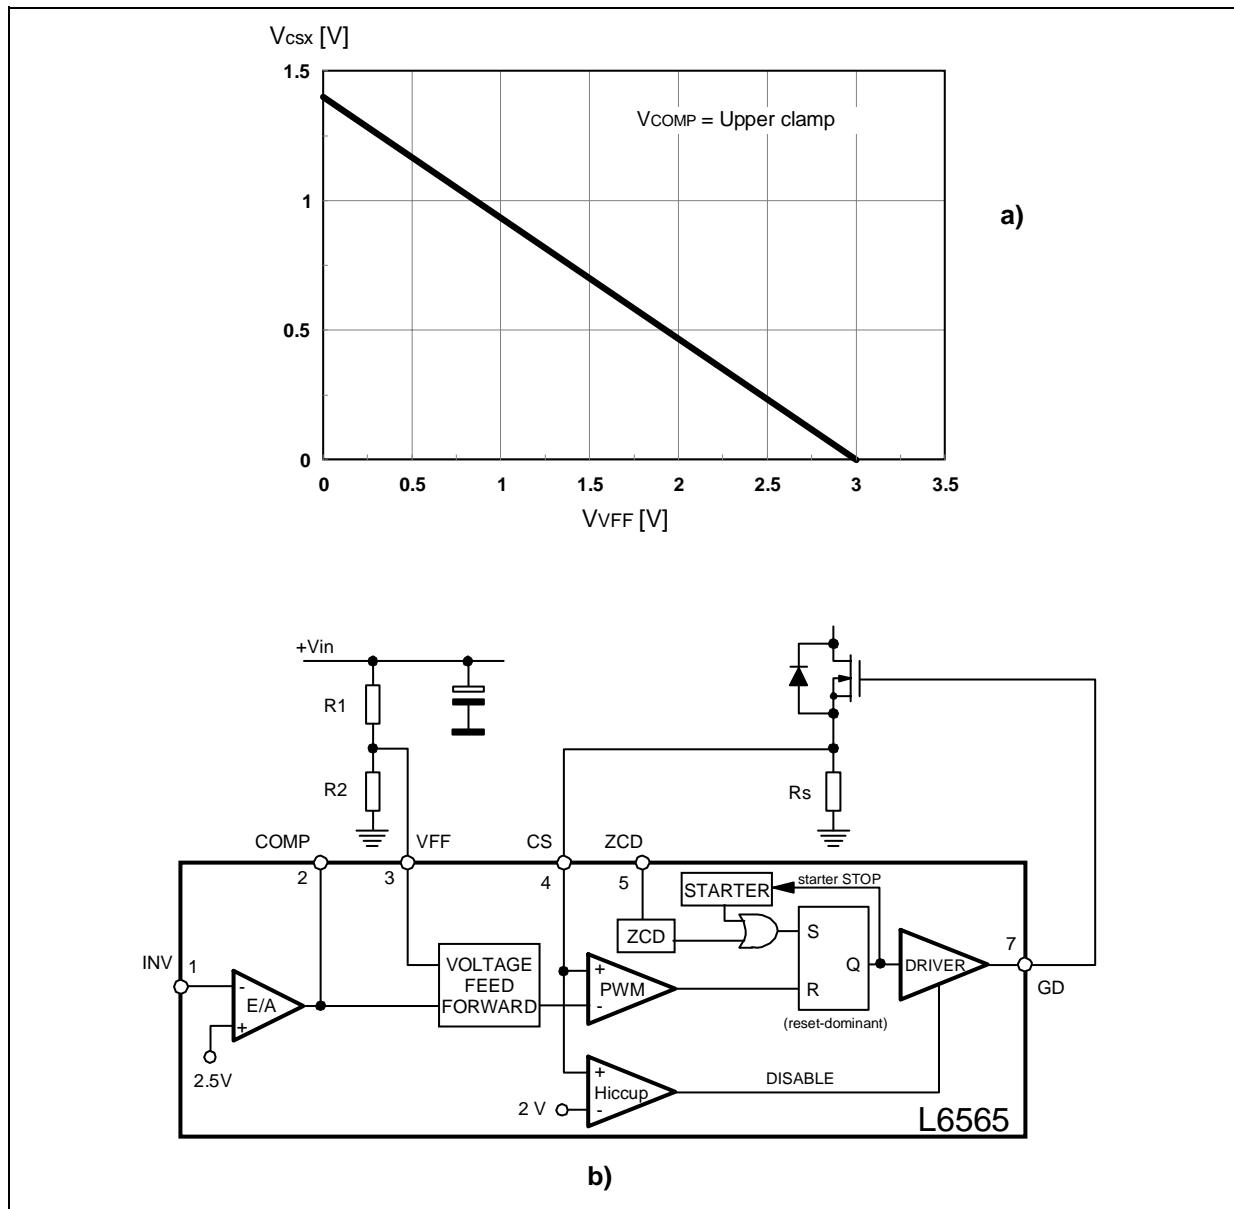 Vcsx [V]
1.5
VCOMP = Upper clamp
1
a)
0.5
0
0 0.5 1 1.5 2 2.5 3 3.5
VVFF [V]
+Vin
R1
R2
Rs
COMP VFF CS ZCD
2 3 4 5
starter STOP
STARTER
INV 1
ZCD
S
7
VOLTAGE
FEED
FORWARD
+
PWM
-
Q
DRIVER
GD
-
E/A
+
R
(reset-dominant)
2.5V
+
Hiccup
-
DISABLE
2 V
L6565
b)